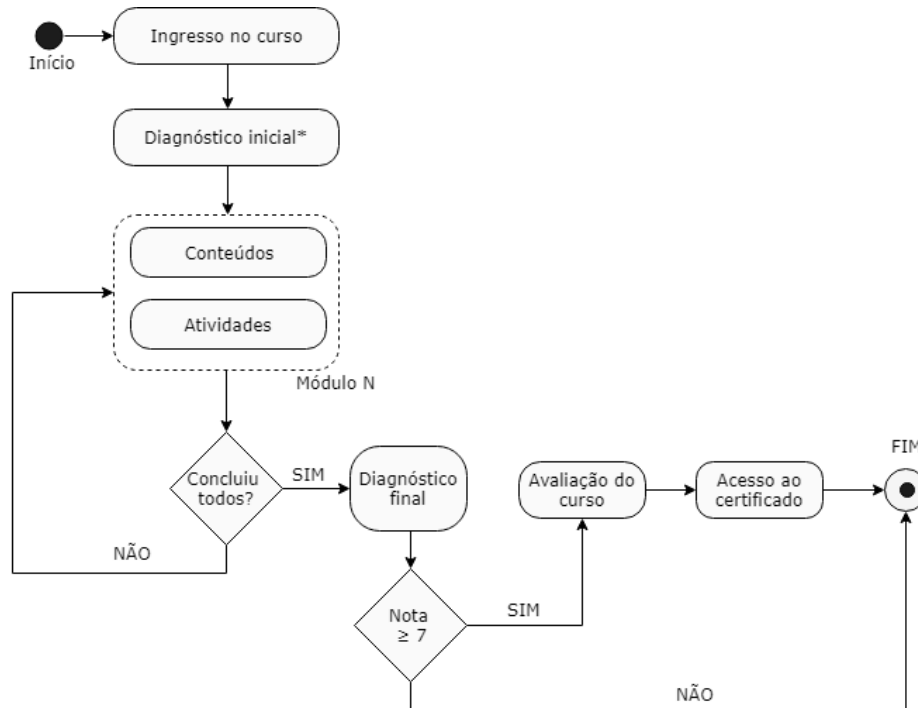 Ingresso no curso
Início
Diagnóstico inicial*
Conteúdos
Atividades
Módulo N
Concluiu
todos?
SIM
NÃO
Diagnóstico
final
Nota
≥ 7
SIM
NÃO
Avaliação do
curso
Acesso ao
certificado
FIM